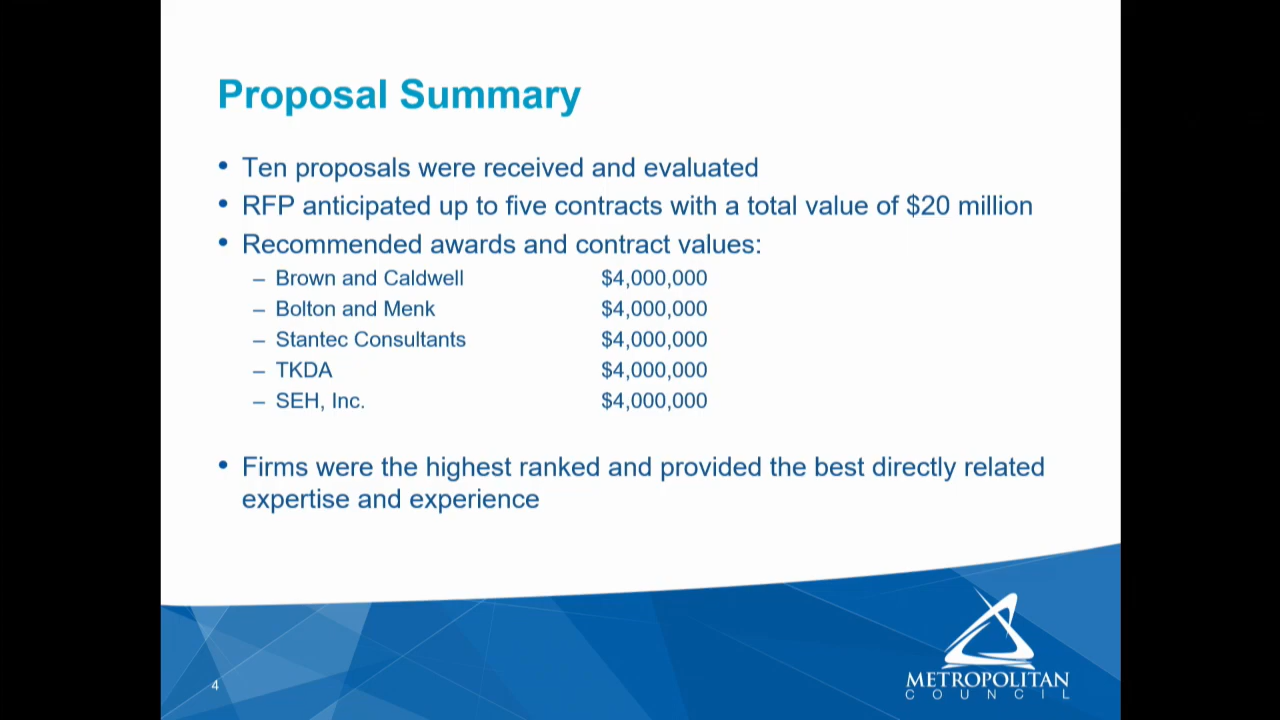 Proposal Summary
• Ten proposals were received and evaluated
• RFP anticipated up to five contracts with a total value of $20 million
• Recommended awards and contract values:
– Brown and Caldwell $4,000,000
– Bolton and Menk $4,000,000
– Stantec Consultants $4,000,000
– TKDA $4,000,000
– SEH, Inc. $4,000,000
• Firms were the highest ranked and provided the best directly related
expertise and experience
4
METROPOLITAN
COUNCIL